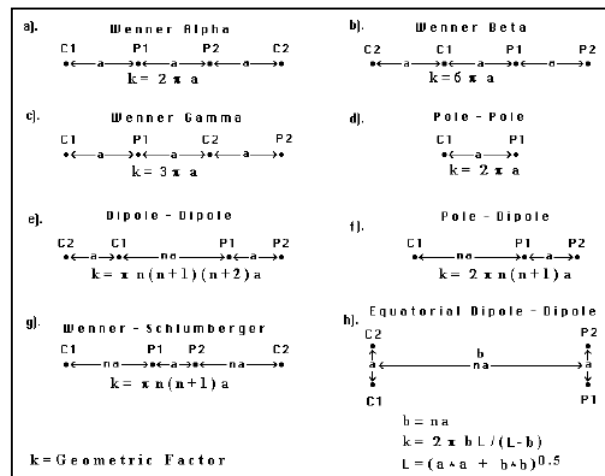 a). Wenner Alpha
C1 P1 P2 C2
a a a
k = 2 π a
b). Wenner Beta
C2 C1 P1 P2
a a a
k = 6 π a
c). Wenner Gamma
C1 P1 C2 P2
a a a
k = 3 π a
d). Pole - Pole
C1 P1
a
k = 2 π a
e). Dipole - Dipole
C2 C1 P1 P2
a na a
k = π n(n+1)(n+2)a
f). Pole - Dipole
C1 P1 P2
na a
k = 2 π n(n+1)a
g). Wenner - Schlumberger
C1 P1 P2 C2
na a na
k = π n(n+1)a
h). Equatorial Dipole - Dipole
C2 P2
b
a na a
C1 P1
b = na
k = 2 π b L/(L-b)
L = (a*a + b*b)0.5
k = Geometric Factor